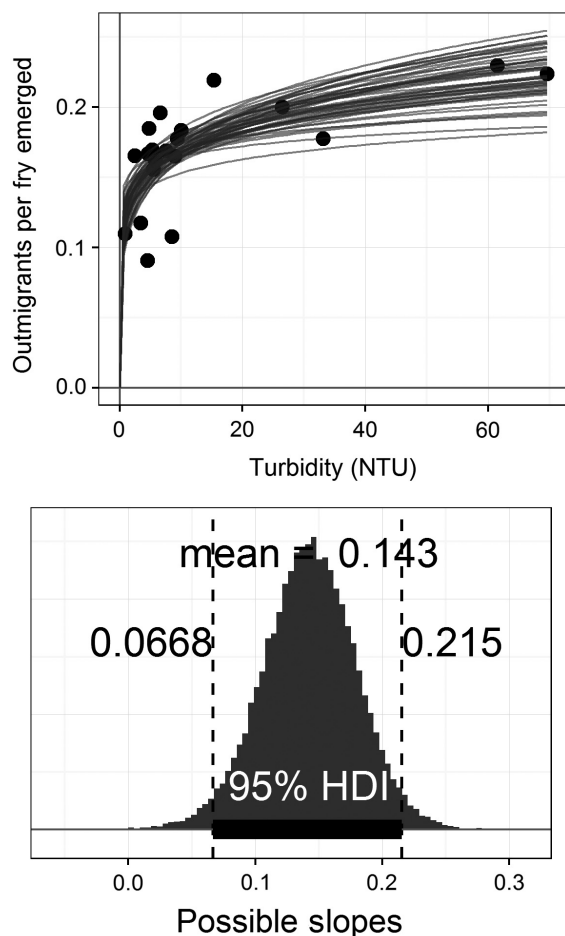 Outmigrants per fry emerged
0.2
0.1
0.0
0 20 40 60
Turbidity (NTU)
mean = 0.143
0.0668 0.215
95% HDI
0.0 0.1 0.2 0.3
Possible slopes